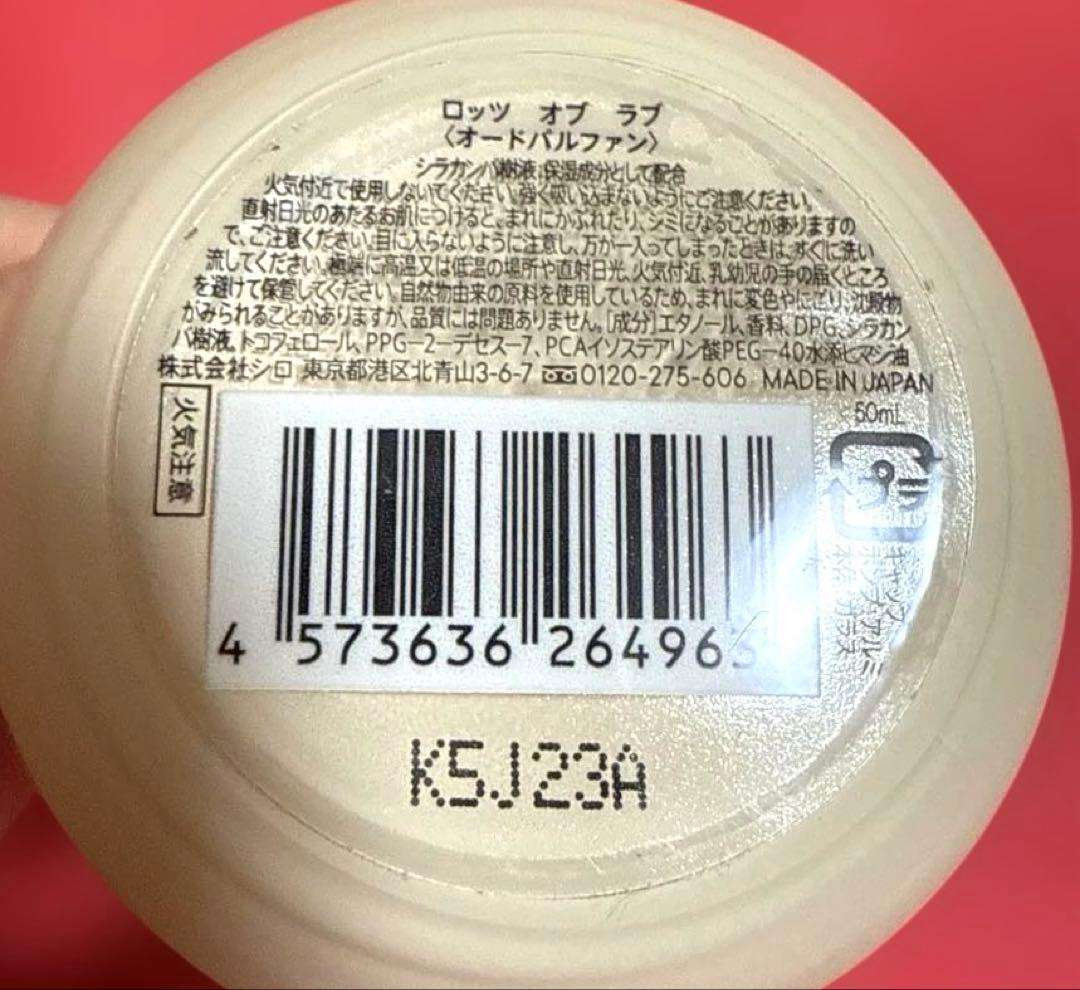 ロッツ オブ ラブ
〈オードパルファン〉
シラカンバ樹液:保湿成分として配合
火気付近で使用しないでください。強く吸い込まないようにご注意ください。
直射日光のあたるお肌につけると、まれにかぶれたり、シミになることがありますの
で、ご注意ください。目に入らないように注意し、万が一入ってしまったときは、すぐに洗い
流してください。極端に高温又は低温の場所や直射日光、火気付近、乳幼児の手の届くところ
を避けて保管してください。自然物由来の原料を使用しているため、まれに変色やにごり、沈殿物
がみられることがありますが、品質には問題ありません。[成分]エタノール、香料、DPG、シラカン
バ樹液、トコフェロール、PPG-2-デセス-7、PCAイソステアリン酸PEG-40水添ヒマシ油
株式会社シロ 東京都港区北青山3-6-7 0120-275-606 MADE IN JAPAN
火気注意
50mL
キャップ:アルミ
本体:ガラス
4 573636 264963
K5J23A